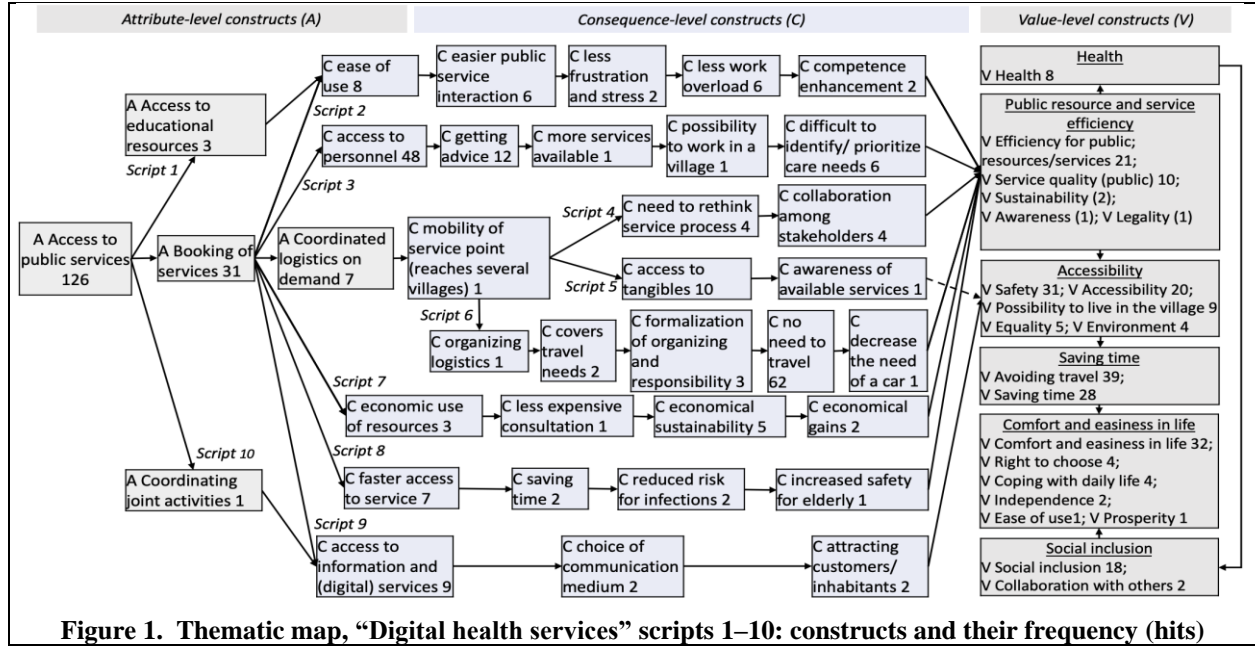 Attribute-level constructs (A)
Consequence-level constructs (C)
Value-level constructs (V)
A Access to
public services
126
Script 1
A Access to
educational
resources 3
A Booking of
services 31
Script 10
A Coordinating
joint activities 1
A Coordinated
logistics on
demand 7
Script 2
C ease of
use 8
C easier public
service
interaction 6
C less
frustration
and stress 2
C less work
overload 6
C competence
enhancement 2
Script 3
C access to
personnel 48
C getting
advice 12
C more services
available 1
C possibility
to work in a
village 1
C difficult to
identify/ prioritize
care needs 6
C mobility of
service point
(reaches several
villages) 1
Script 4
C need to rethink
service process 4
C collaboration
among
stakeholders 4
Script 5
C access to
tangibles 10
C awareness of
available services 1
Script 6
C organizing
logistics 1
C covers
travel
needs 2
C formalization
of organizing
and
responsibility 3
C no
need to
travel
62
C
decrease
the need
of a car 1
Script 7
C economic use
of resources 3
C less expensive
consultation 1
C economical
sustainability 5
C economical
gains 2
Script 8
C faster access
to service 7
C saving
time 2
C reduced risk
for infections 2
C increased safety
for elderly 1
Script 9
C access to
information and
(digital) services 9
C choice of
communication
medium 2
C attracting
customers/
inhabitants 2
Health
V Health 8
Public resource and service
efficiency
V Efficiency for public;
resources/services 21;
V Service quality (public) 10;
V Sustainability (2);
V Awareness (1); V Legality (1)
Accessibility
V Safety 31; V Accessibility 20;
V Possibility to live in the village 9
V Equality 5; V Environment 4
Saving time
V Avoiding travel 39;
V Saving time 28
Comfort and easiness in life
V Comfort and easiness in life 32;
V Right to choose 4;
V Coping with daily life 4;
V Independence 2;
V Ease of use1; V Prosperity 1
Social inclusion
V Social inclusion 18;
V Collaboration with others 2
Figure 1. Thematic map, “Digital health services” scripts 1–10: constructs and their frequency (hits)